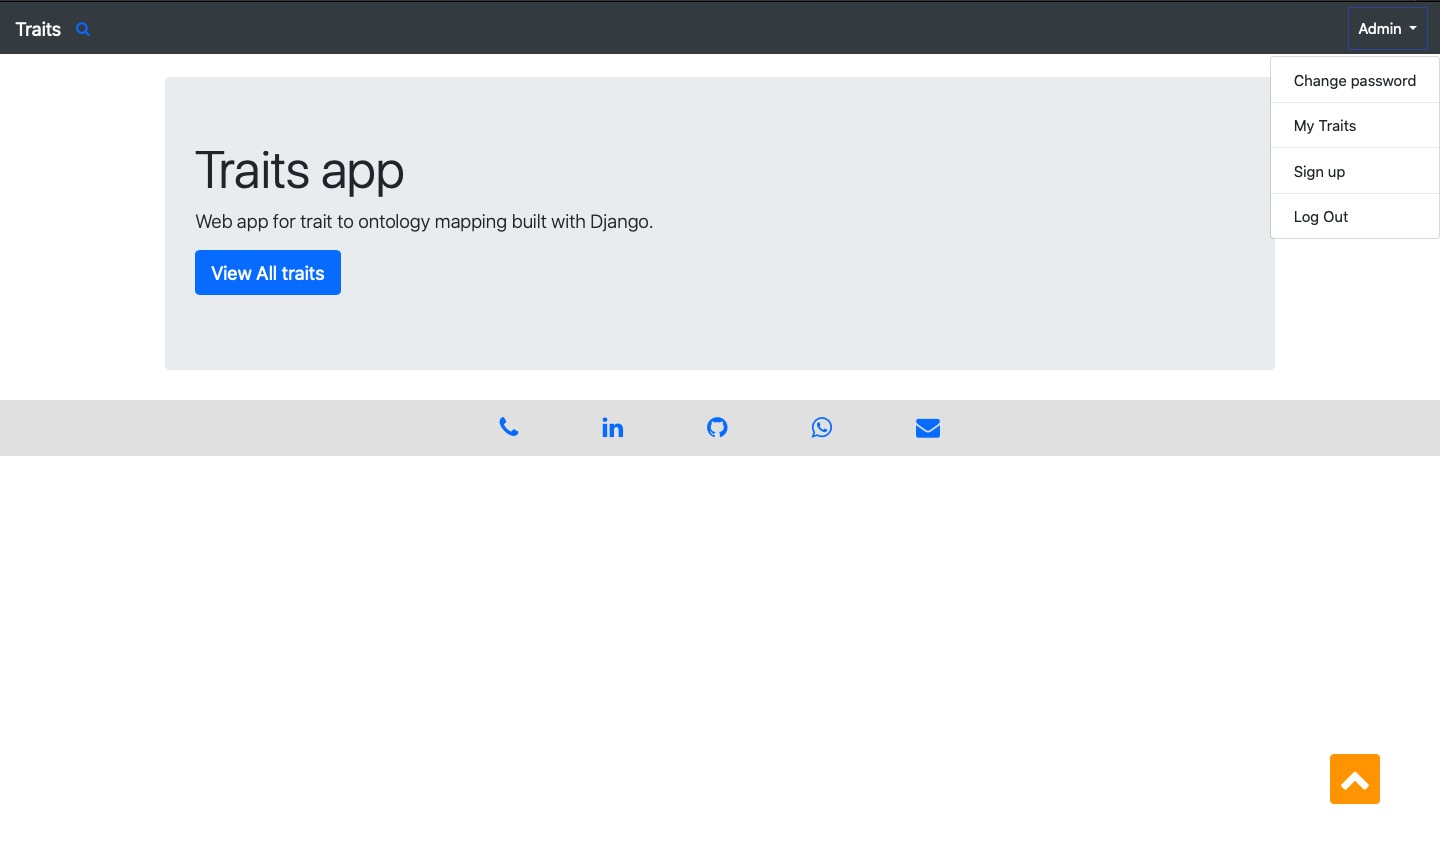 Traits
Admin
Change password
My Traits
Sign up
Log Out
Traits app
Web app for trait to ontology mapping built with Django.
View All traits